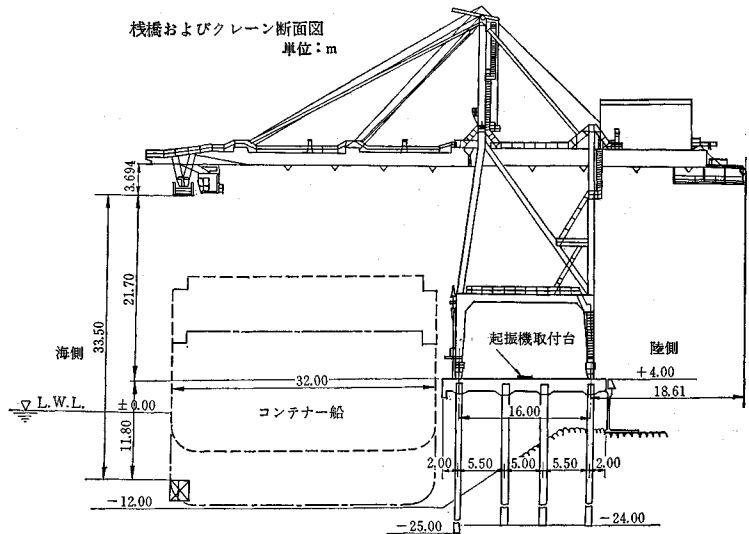 桟橋およびクレーン断面図
単位：m
3.694
21.70
33.50
海側
起振機取付台
陸側
+4.00
32.00
18.61
L.W.L.
±0.00
コンテナー船
16.00
11.80
2.00
5.50
5.00
5.50
2.00
-12.00
-25.00
-24.00